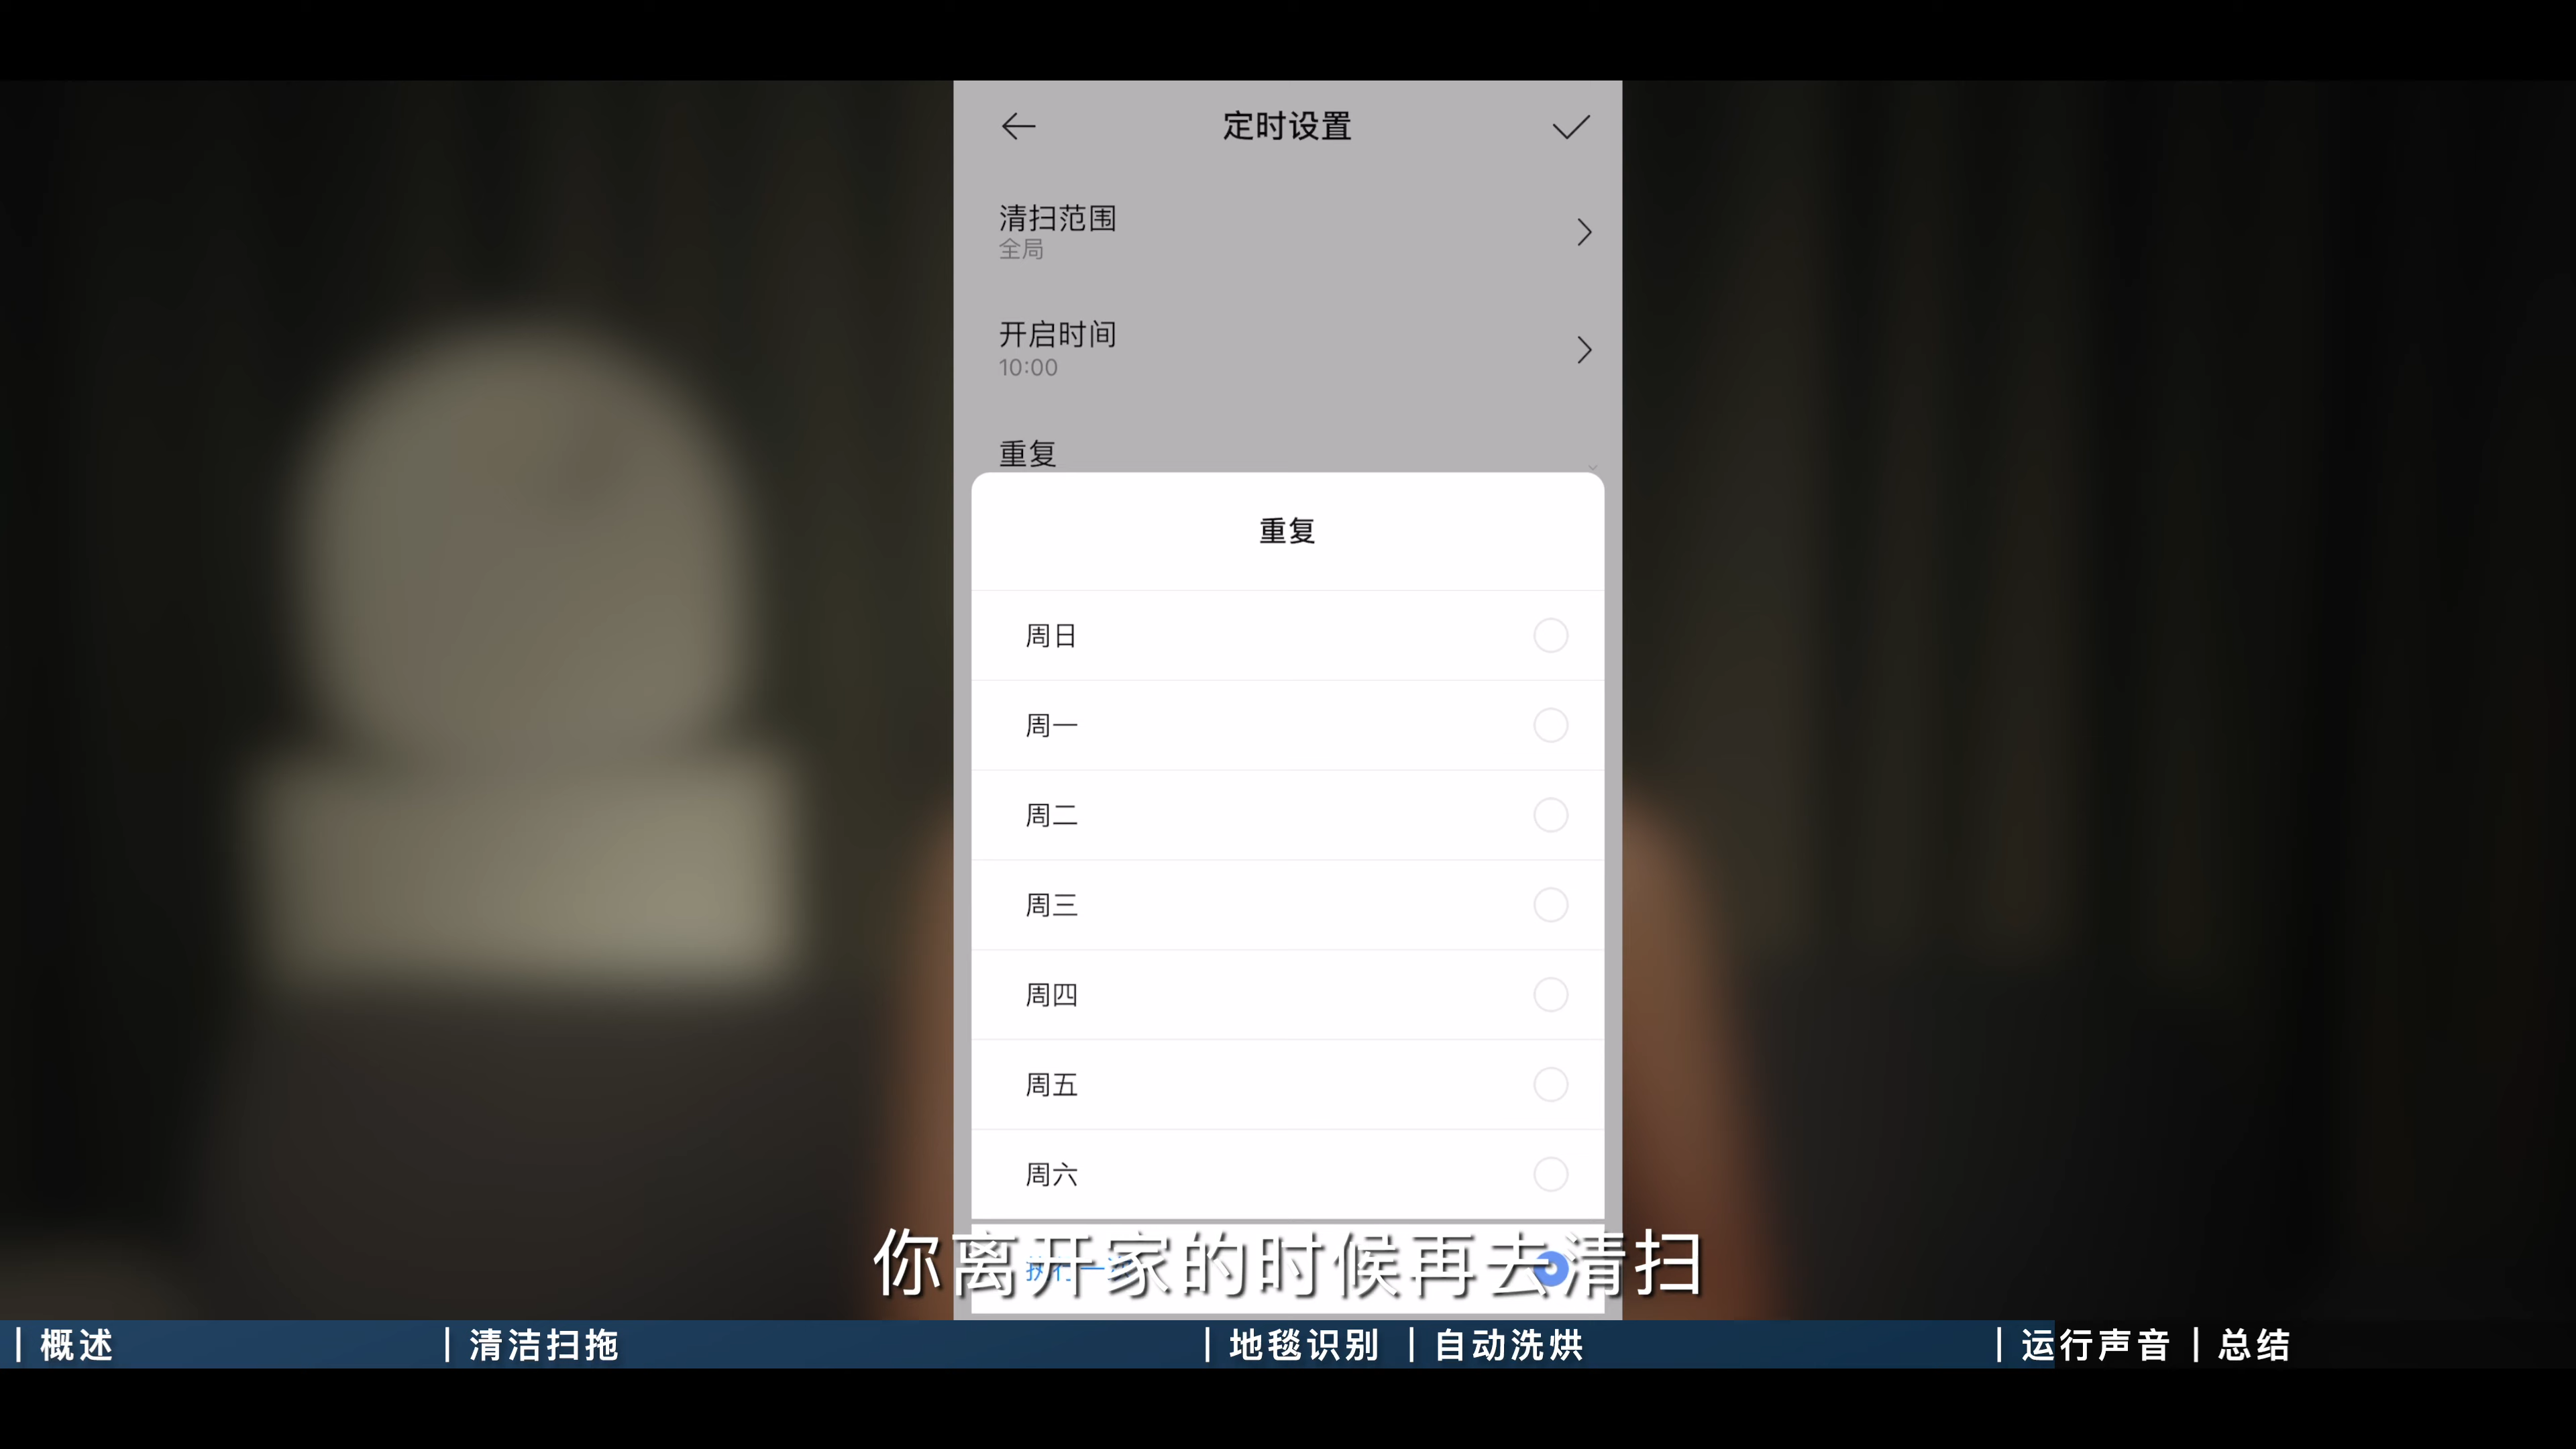 定时设置
清扫范围
全局
开启时间
10:00
重复
重复
周日
周一
周二
周三
周四
周五
周六
你离开家的时候再去清扫
概述
清洁扫拖
地毯识别
自动洗烘
运行声音
总结